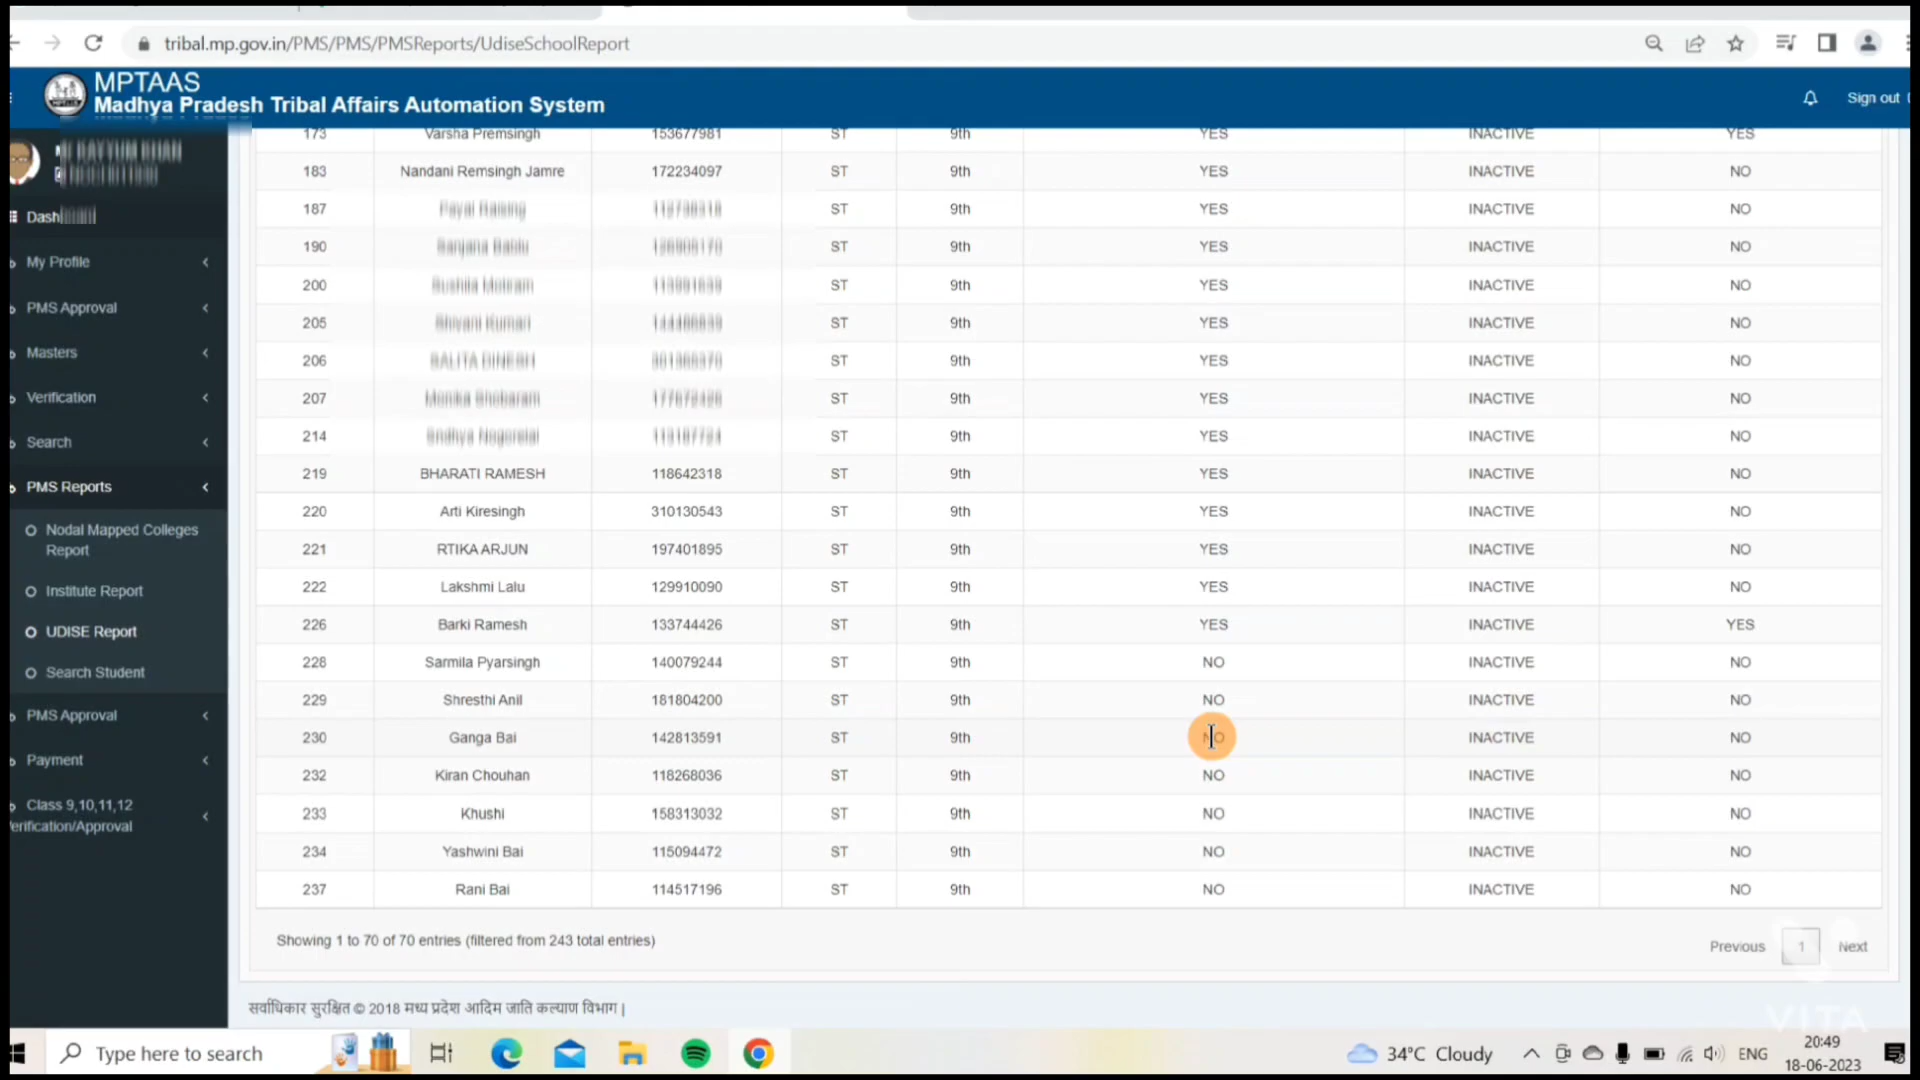 tribal.mp.gov.in/PMS/PMS/PMSReports/UdiseSchoolReport
MPTAAS
Madhya Pradesh Tribal Affairs Automation System
Sign out
Dash
My Profile
PMS Approval
Masters
Verification
Search
PMS Reports
Nodal Mapped Colleges
Report
Institute Report
UDISE Report
Search Student
PMS Approval
Payment
Class 9,10,11,12
erification/Approval
173 Varsha Premsingh 153677981 ST 9th YES INACTIVE YES
183 Nandani Remsingh Jamre 172234097 ST 9th YES INACTIVE NO
187 ST 9th YES INACTIVE NO
190 ST 9th YES INACTIVE NO
200 ST 9th YES INACTIVE NO
205 ST 9th YES INACTIVE NO
206 ST 9th YES INACTIVE NO
207 ST 9th YES INACTIVE NO
214 ST 9th YES INACTIVE NO
219 BHARATI RAMESH 118642318 ST 9th YES INACTIVE NO
220 Arti Kiresingh 310130543 ST 9th YES INACTIVE NO
221 RTIKA ARJUN 197401895 ST 9th YES INACTIVE NO
222 Lakshmi Lalu 129910090 ST 9th YES INACTIVE NO
226 Barki Ramesh 133744426 ST 9th YES INACTIVE YES
228 Sarmila Pyarsingh 140079244 ST 9th NO INACTIVE NO
229 Shresthi Anil 181804200 ST 9th NO INACTIVE NO
230 Ganga Bai 142813591 ST 9th NO INACTIVE NO
232 Kiran Chouhan 118268036 ST 9th NO INACTIVE NO
233 Khushi 158313032 ST 9th NO INACTIVE NO
234 Yashwini Bai 115094472 ST 9th NO INACTIVE NO
237 Rani Bai 114517196 ST 9th NO INACTIVE NO
Showing 1 to 70 of 70 entries (filtered from 243 total entries)
Previous 1 Next
सर्वाधिकार सुरक्षित © 2018 मध्य प्रदेश आदिम जाति कल्याण विभाग |
VITA
Type here to search
34°C Cloudy
ENG
20:49
18-06-2023